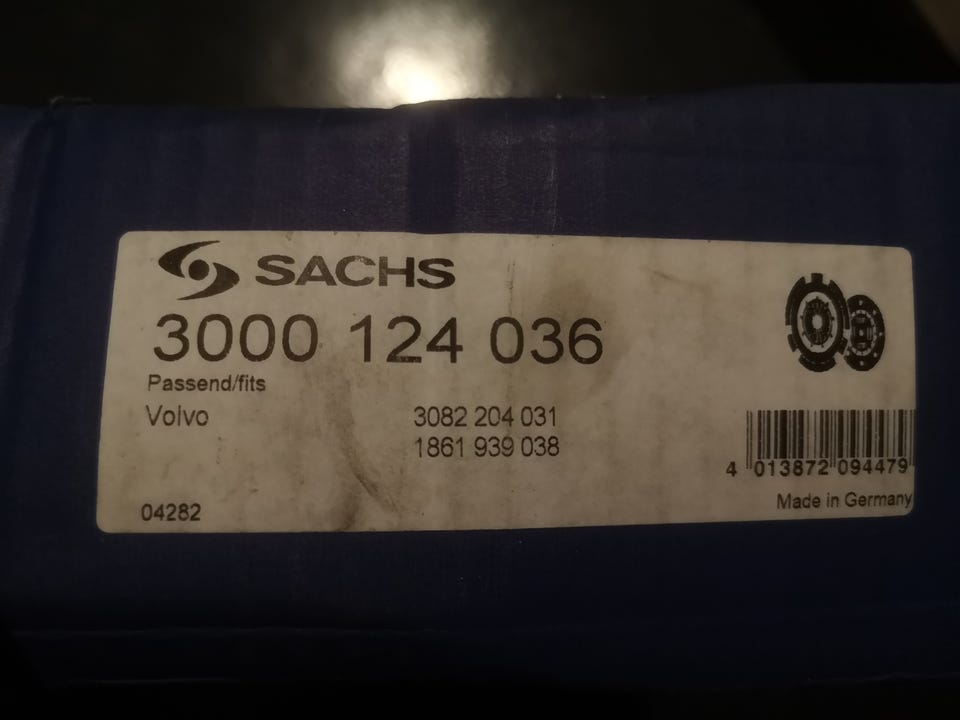 SACHS
3000 124 036
Passend/fits
Volvo 3082 204 031
1861 939 038
4 013872 094479
04282
Made in Germany